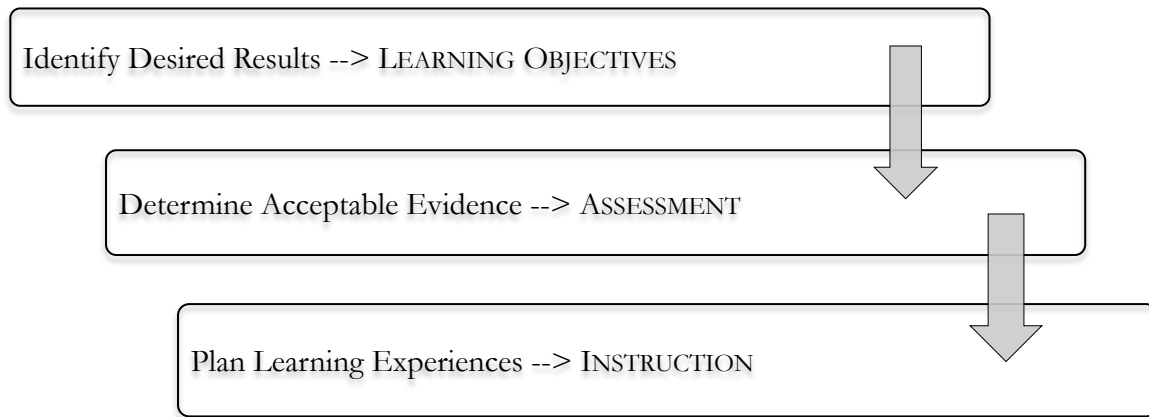 Identify Desired Results --> LEARNING OBJECTIVES
Determine Acceptable Evidence --> ASSESSMENT
Plan Learning Experiences --> INSTRUCTION